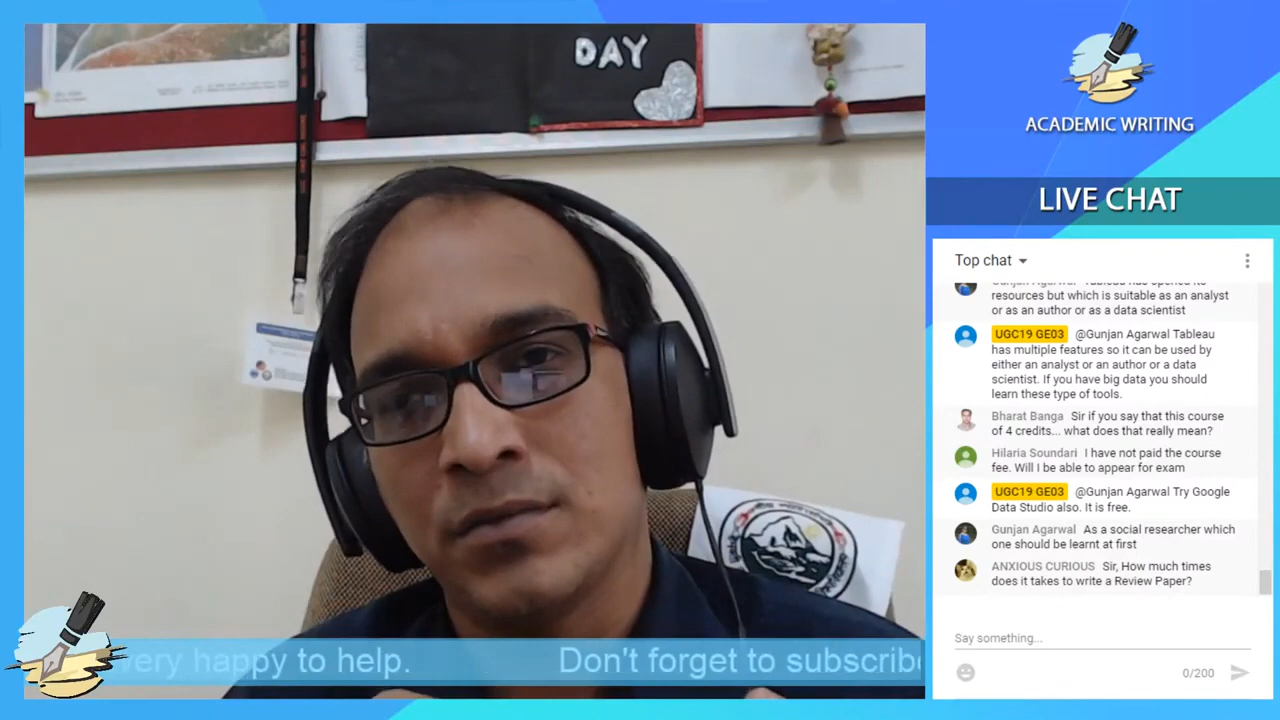 DAY
very happy to help. Don't forget to subscribe
ACADEMIC WRITING
LIVE CHAT
Top chat
resources but which is suitable as an analyst
or as an author or as a data scientist
UGC19 GE03 @Gunjan Agarwal Tableau
has multiple features so it can be used by
either an analyst or an author or a data
scientist. If you have big data you should
learn these type of tools.
Bharat Banga Sir if you say that this course
of 4 credits... what does that really mean?
Hilaria Soundari I have not paid the course
fee. Will I be able to appear for exam
UGC19 GE03 @Gunjan Agarwal Try Google
Data Studio also. It is free.
Gunjan Agarwal As a social researcher which
one should be learnt at first
ANXIOUS CURIOUS Sir, How much times
does it takes to write a Review Paper?
Say something...
0/200